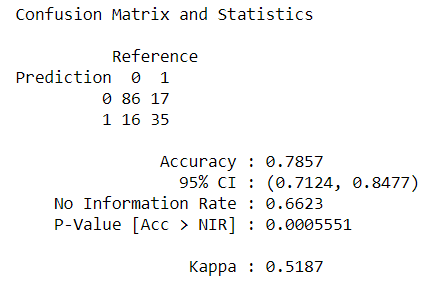 Confusion Matrix and Statistics
Reference
Prediction 0 1
0 86 17
1 16 35
Accuracy : 0.7857
95% CI : (0.7124, 0.8477)
No Information Rate : 0.6623
P-Value [Acc > NIR] : 0.0005551
Kappa : 0.5187